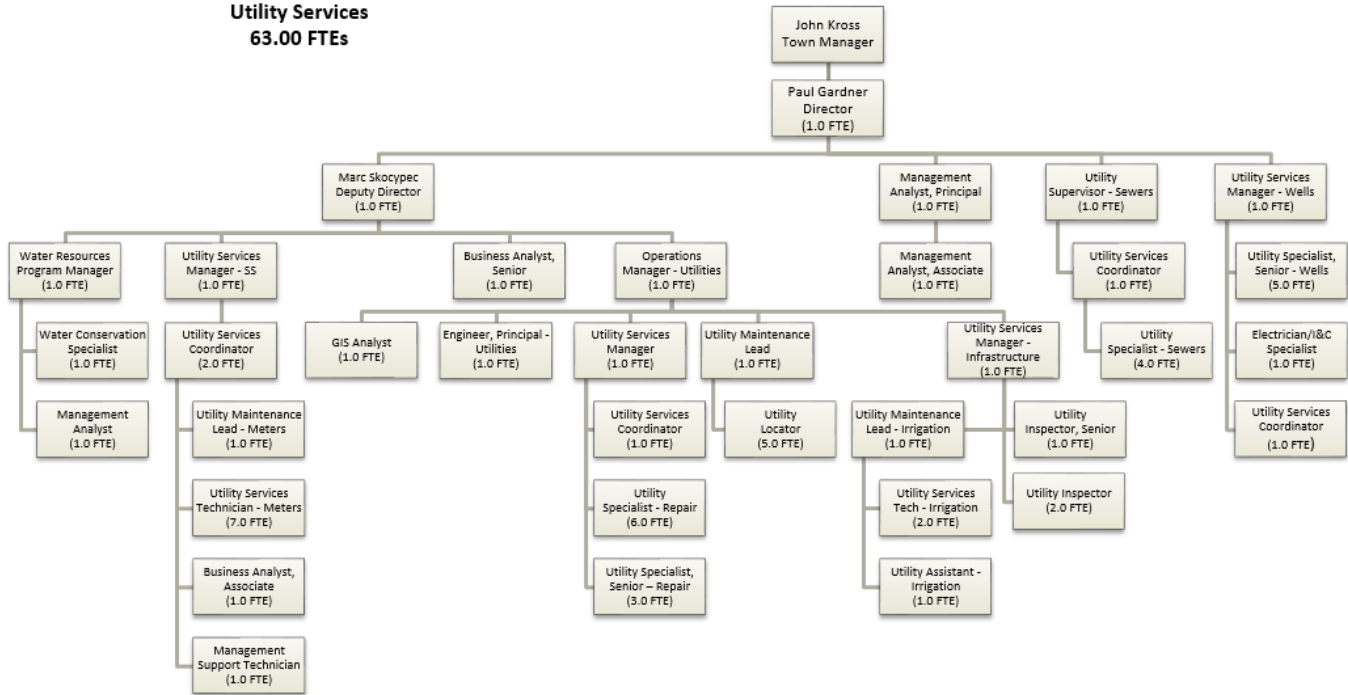 Utility Services
63.00 FTEs
John Kross
Town Manager
Paul Gardner
Director
(1.0 FTE)
Marc Skocypec
Deputy Director
(1.0 FTE)
Management
Analyst, Principal
(1.0 FTE)
Utility
Supervisor - Sewers
(1.0 FTE)
Utility Services
Manager - Wells
(1.0 FTE)
Water Resources
Program Manager
(1.0 FTE)
Utility Services
Manager - SS
(1.0 FTE)
Business Analyst,
Senior
(1.0 FTE)
Operations
Manager - Utilities
(1.0 FTE)
Management
Analyst, Associate
(1.0 FTE)
Utility Services
Coordinator
(1.0 FTE)
Utility Specialist,
Senior - Wells
(5.0 FTE)
Water Conservation
Specialist
(1.0 FTE)
Utility Services
Coordinator
(2.0 FTE)
GIS Analyst
(1.0 FTE)
Engineer, Principal -
Utilities
(1.0 FTE)
Utility Services
Manager
(1.0 FTE)
Utility Maintenance
Lead
(1.0 FTE)
Utility Services
Manager -
Infrastructure
(1.0 FTE)
Utility
Specialist - Sewers
(4.0 FTE)
Electrician/I&C
Specialist
(1.0 FTE)
Management
Analyst
(1.0 FTE)
Utility Maintenance
Lead - Meters
(1.0 FTE)
Utility Services
Coordinator
(1.0 FTE)
Utility
Locator
(5.0 FTE)
Utility Maintenance
Lead - Irrigation
(1.0 FTE)
Utility
Inspector, Senior
(1.0 FTE)
Utility Services
Coordinator
(1.0 FTE)
Utility Services
Technician - Meters
(7.0 FTE)
Utility
Specialist - Repair
(6.0 FTE)
Utility Services
Tech - Irrigation
(2.0 FTE)
Utility Inspector
(2.0 FTE)
Business Analyst,
Associate
(1.0 FTE)
Utility Specialist,
Senior – Repair
(3.0 FTE)
Utility Assistant -
Irrigation
(1.0 FTE)
Management
Support Technician
(1.0 FTE)